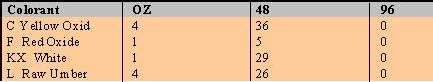 Colorant OZ 48 96
C Yellow Oxid 4 36 0
F Red Oxide 1 5 0
KX White 1 29 0
L Raw Umber 4 26 0